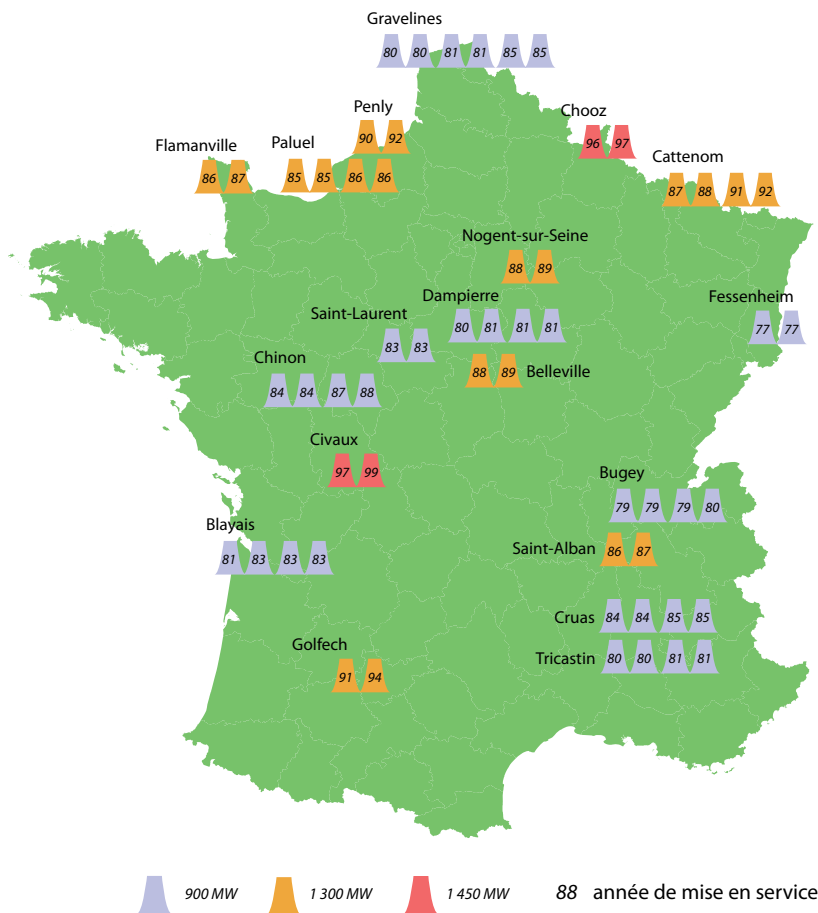 Gravelines
80 80 81 81 85 85
Penly
90 92
Chooz
96 97
Flamanville
86 87
Paluel
85 85 86 86
Cattenom
87 88 91 92
Nogent-sur-Seine
88 89
Dampierre
80 81 81 81
Fessenheim
77 77
Saint-Laurent
83 83
Chinon
84 84 87 88
88 89 Belleville
Civaux
97 99
Bugey
79 79 79 80
Blayais
81 83 83 83
Saint-Alban 86 87
Cruas 84 84 85 85
Golfech
91 94
Tricastin 80 80 81 81
900 MW 1 300 MW 1 450 MW 88 année de mise en service